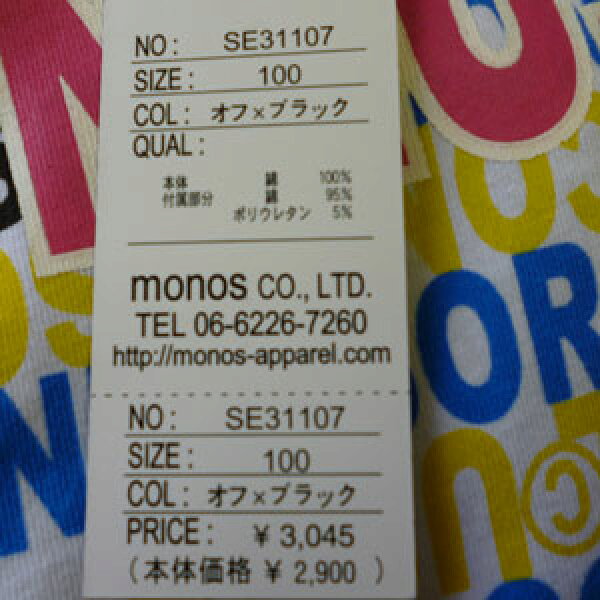 NO: SE31107
SIZE: 100
COL: オフ×ブラック
QUAL:
本体 綿 100%
付属部分 綿 95%
ポリウレタン 5%
monos CO., LTD.
TEL 06-6226-7260
http://monos-apparel.com
NO: SE31107
SIZE: 100
COL: オフ×ブラック
PRICE: ¥ 3,045
(本体価格 ¥ 2,900 )